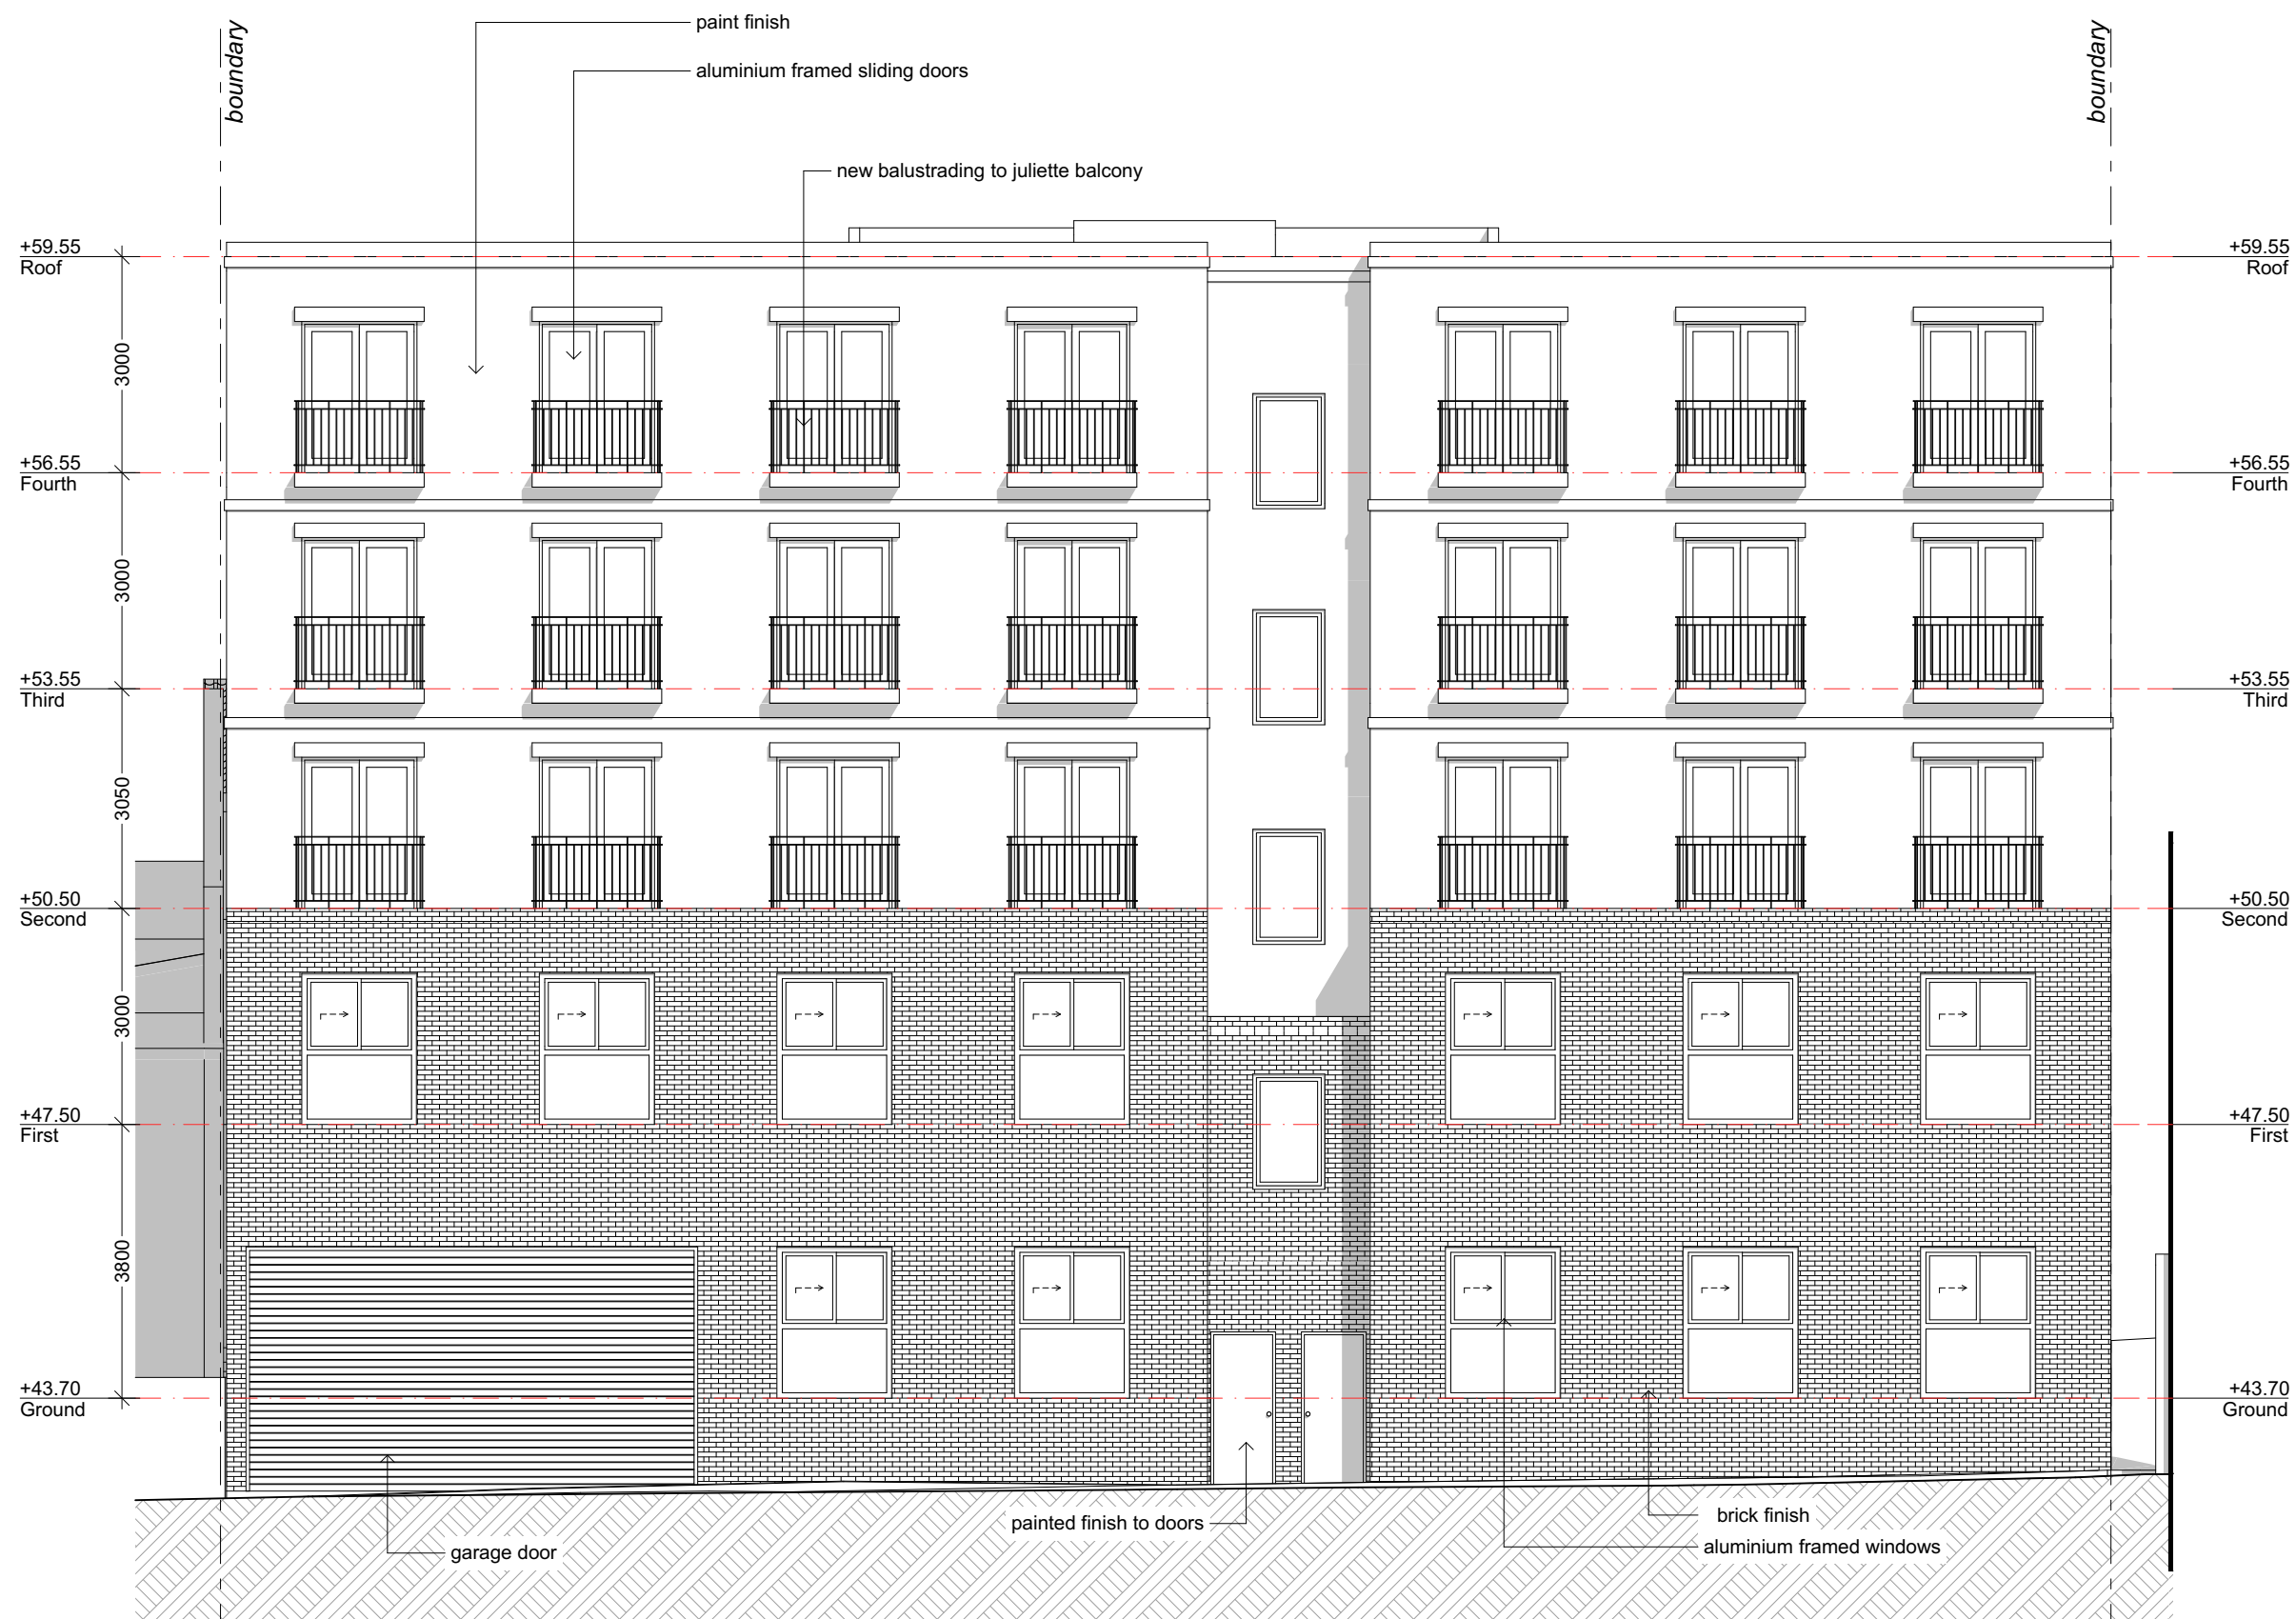 boundary
boundary
paint finish
aluminium framed sliding doors
new balustrading to juliette balcony
+59.55
Roof
+59.55
Roof
3000
+56.55
Fourth
+56.55
Fourth
3000
+53.55
Third
+53.55
Third
3050
+50.50
Second
+50.50
Second
3000
+47.50
First
+47.50
First
3800
+43.70
Ground
+43.70
Ground
painted finish to doors
brick finish
garage door
aluminium framed windows